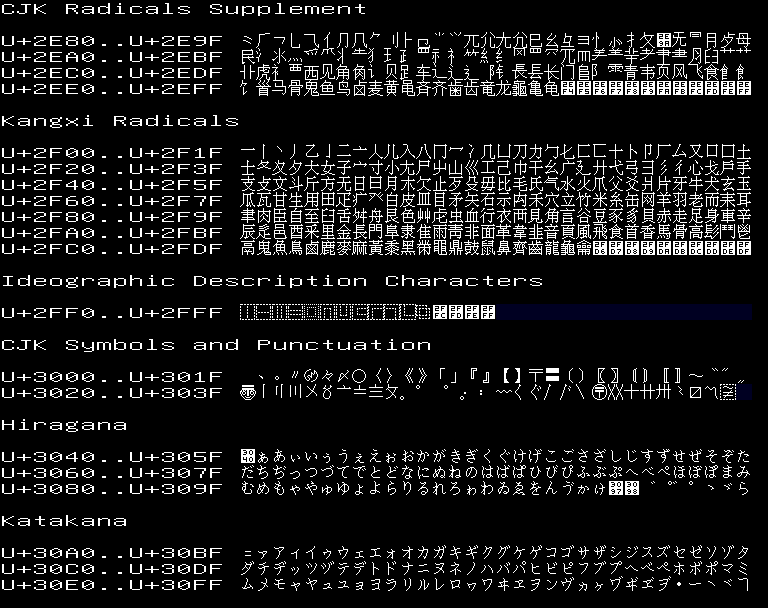 CJK Radicals Supplement
U+2E80..U+2E9F ⺀⺁⺂⺃⺄⺅⺆⺇⺈⺉⺊⺋⺌⺍⺎⺏⺐⺑⺒⺓⺔⺕⺖⺗⺘⺙⺛⺜⺝⺞⺟
U+2EA0..U+2EBF ⺠⺡⺢⺣⺤⺥⺦⺧⺨⺩⺪⺫⺬⺭⺮⺯⺰⺱⺲⺳⺴⺵⺶⺷⺸⺹⺺⺻⺼⺽⺾⺿
U+2EC0..U+2EDF ⻀⻁⻂⻃⻄⻅⻆⻇⻈⻉⻊⻋⻌⻍⻎⻏⻐⻑⻒⻓⻔⻕⻖⻗⻘⻙⻚⻛⻜⻝⻞⻟
U+2EE0..U+2EFF ⻠⻡⻢⻣⻤⻥⻦⻧⻨⻩⻪⻫⻬⻭⻮⻯⻰⻱⻲⻳
Kangxi Radicals
U+2F00..U+2F1F ⼀⼁⼂⼃⼄⼅⼆⼇⼈⼉⼊⼋⼌⼍⼎⼏⼐⼑⼒⼓⼔⼕⼖⼗⼘⼙⼚⼛⼜⼝⼞⼟
U+2F20..U+2F3F ⼠⼡⼢⼣⼤⼥⼦⼧⼨⼩⼪⼫⼬⼭⼮⼯⼰⼱⼲⼳⼴⼵⼶⼷⼸⼹⼺⼻⼼⼽⼾⼿
U+2F40..U+2F5F ⽀⽁⽂⽃⽄⽅⽆⽇⽈⽉⽊⽋⽌⽍⽎⽏⽐⽑⽒⽓⽔⽕⽖⽗⽘⽙⽚⽛⽜⽝⽞⽟
U+2F60..U+2F7F ⽠⽡⽢⽣⽤⽥⽦⽧⽨⽩⽪⽫⽬⽭⽮⽯⽰⽱⽲⽳⽴⽵⽶⽷⽸⽹⽺⽻⽼⽽⽾⽿
U+2F80..U+2F9F ⾀⾁⾂⾃⾄⾅⾆⾇⾈⾉⾊⾋⾌⾍⾎⾏⾐⾑⾒⾓⾔⾕⾖⾗⾘⾙⾚⾛⾜⾝⾞⾟
U+2FA0..U+2FBF ⾠⾡⾢⾣⾤⾥⾦⾧⾨⾩⾪⾫⾬⾭⾮⾯⾰⾱⾲⾳⾴⾵⾶⾷⾸⾹⾺⾻⾼⾽⾾⾿
U+2FC0..U+2FDF ⿀⿁⿂⿃⿄⿅⿆⿇⿈⿉⿊⿋⿌⿍⿎⿏⿐⿑⿒⿓⿔⿕
Ideographic Description Characters
U+2FF0..U+2FFF ⿰⿱⿲⿳⿴⿵⿶⿷⿸⿹⿺⿻
CJK Symbols and Punctuation
U+3000..U+301F 　、。〃〄々〆〇〈〉《》「」『』【】〒〓〔〕〖〗〘〙〚〛〜〝〞〟
U+3020..U+303F 〠〡〢〣〤〥〦〧〨〩〪〭〮〯〫〬〰〱〲〳〴〵〶〷〸〹〺〻〼〽〾〿
Hiragana
U+3040..U+305F ぁあぃいぅうぇえぉおかがきぎくぐけげこごさざしじすずせぜそぞた
U+3060..U+307F だちぢっつづてでとどなにぬねのはばぱひびぴふぶぷへべぺほぼぽまみ
U+3080..U+309F むめもゃやゅゆょよらりるれろゎわゐゑをんゔゕゖ゙゚゛゜ゝゞゟ
Katakana
U+30A0..U+30BF ゠ァアィイゥウェエォオカガキギクグケゲコゴサザシジスズセゼソゾタ
U+30C0..U+30DF ダチヂッツヅテデトドナニヌネノハバパヒビピフブプヘベペホボポマミ
U+30E0..U+30FF ムメモャヤュユョヨラリルレロヮワヰヱヲンヴヵヶヷヸヹヺ・ーヽヾヿ